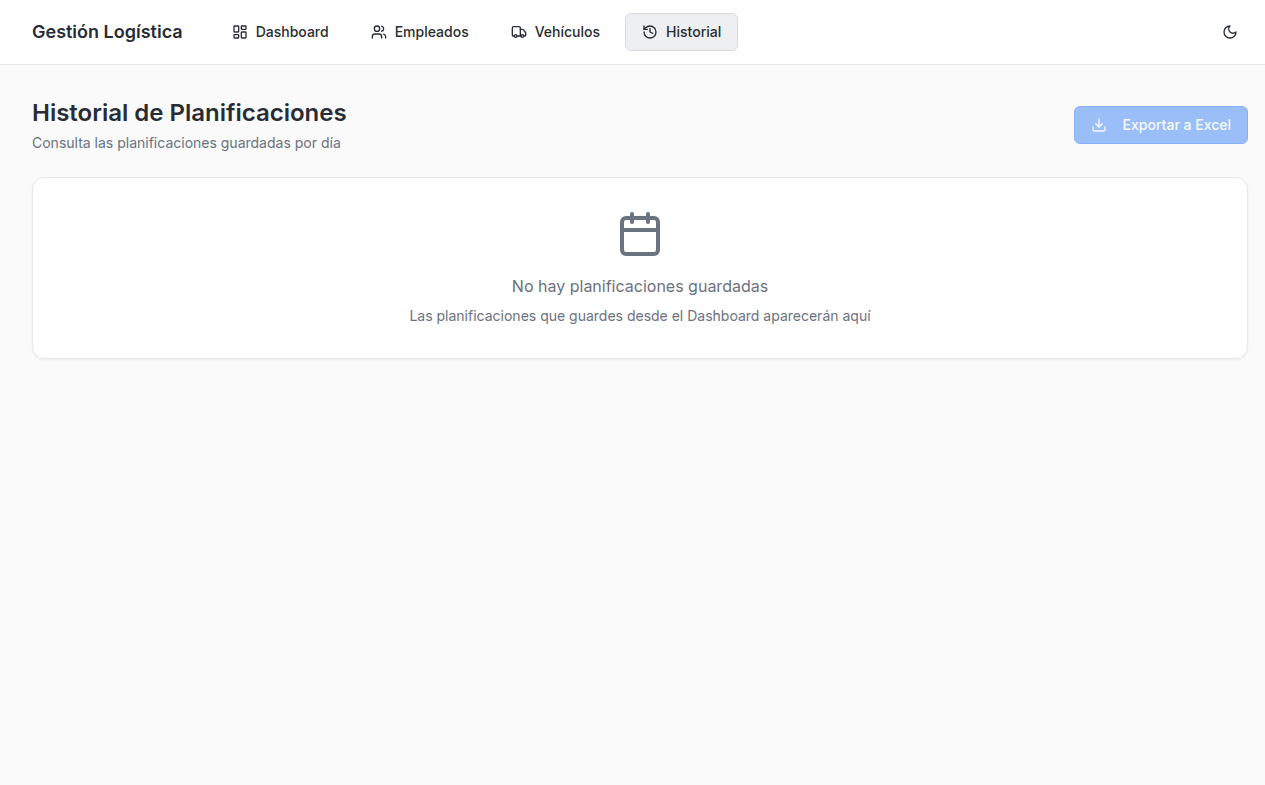 Gestión Logística
Dashboard
Empleados
Vehículos
Historial
Historial de Planificaciones
Consulta las planificaciones guardadas por día
Exportar a Excel
No hay planificaciones guardadas
Las planificaciones que guardes desde el Dashboard aparecerán aquí